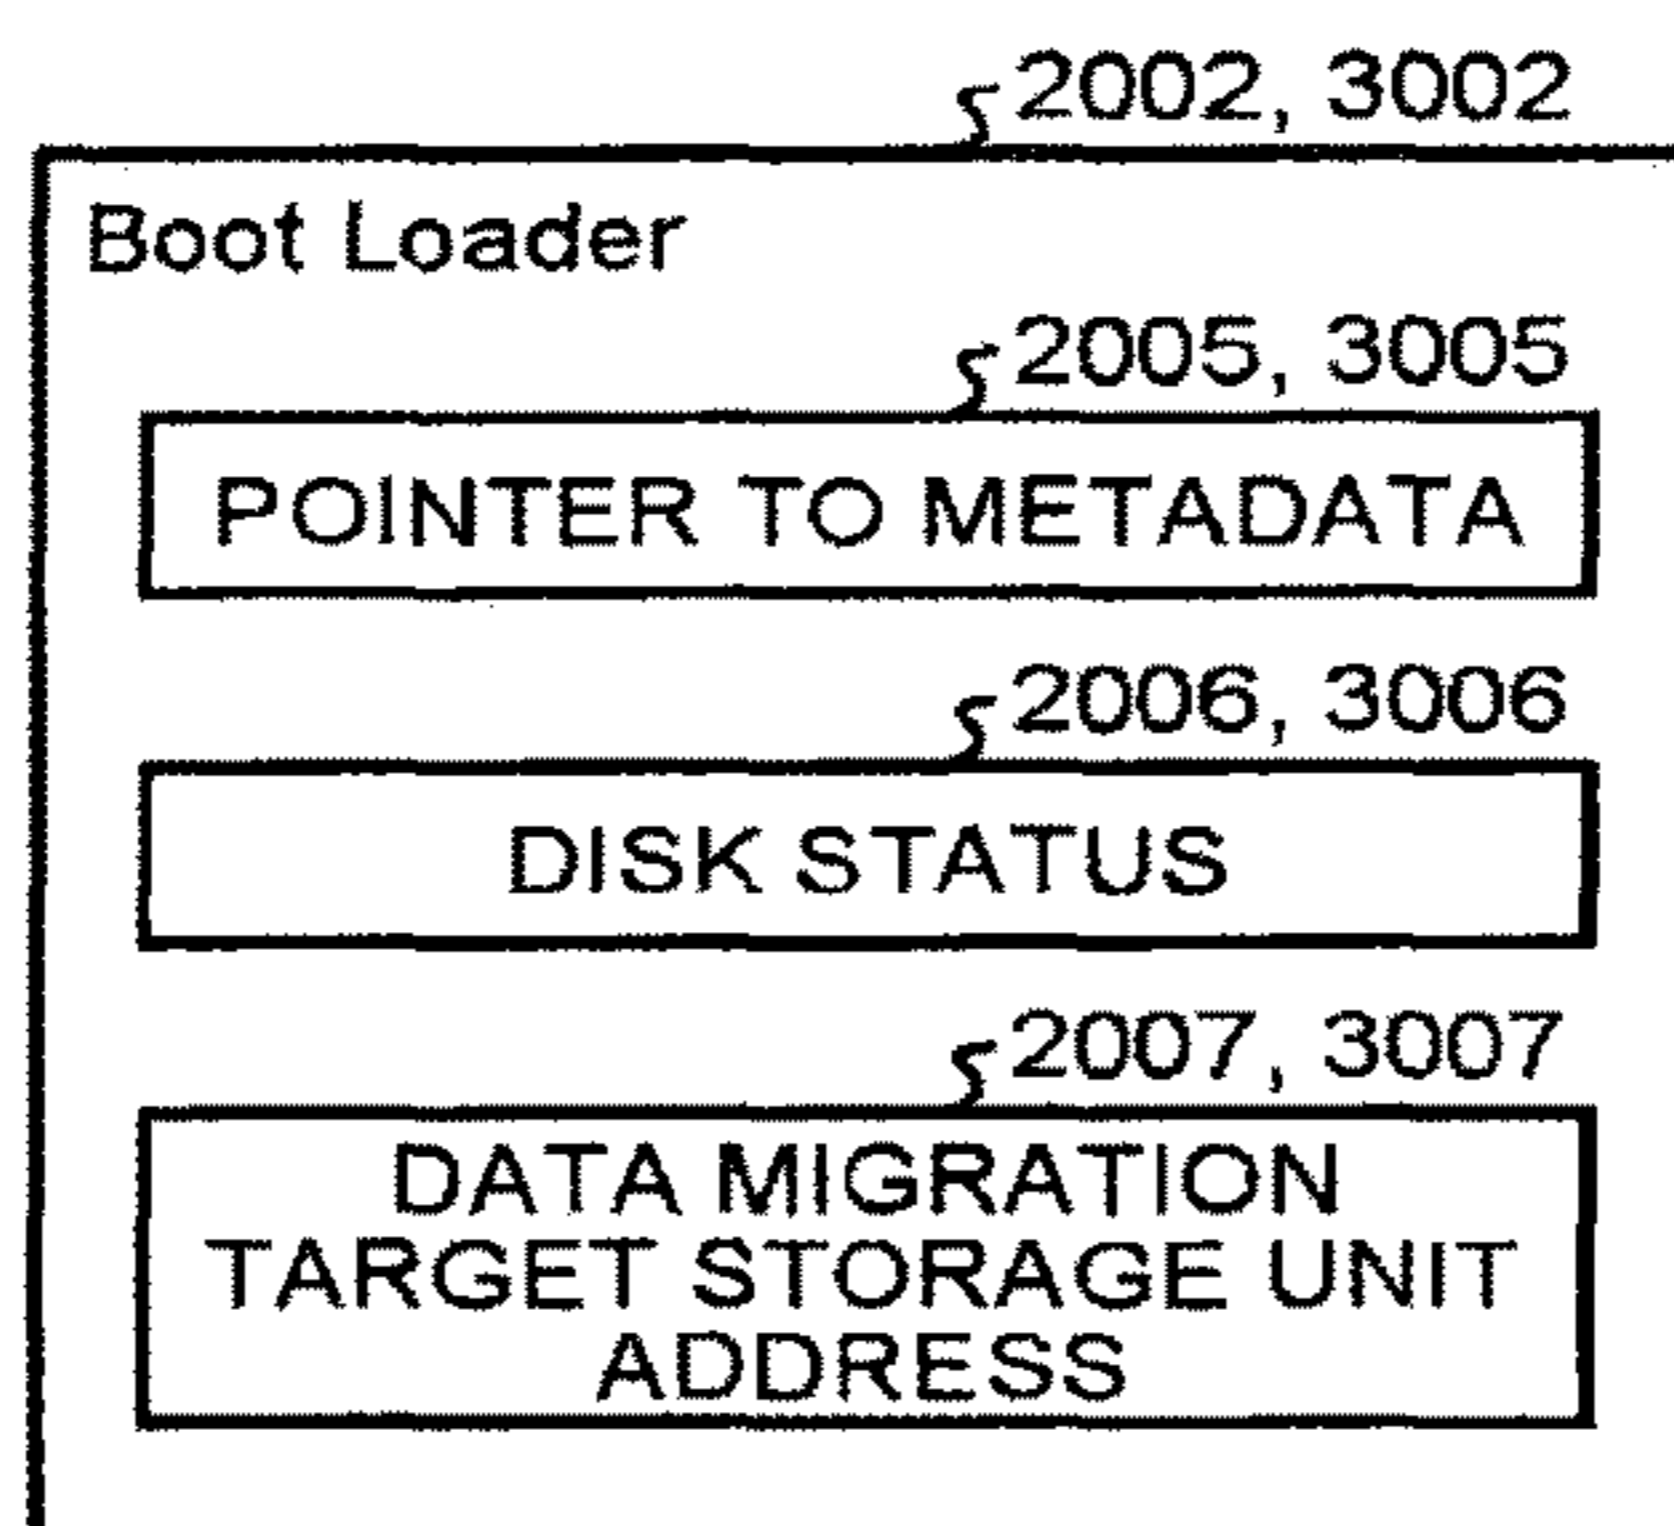 2002, 3002
Boot Loader
2005, 3005
POINTER TO METADATA
2006, 3006
DISK STATUS
2007, 3007
DATA MIGRATION
TARGET STORAGE UNIT
ADDRESS